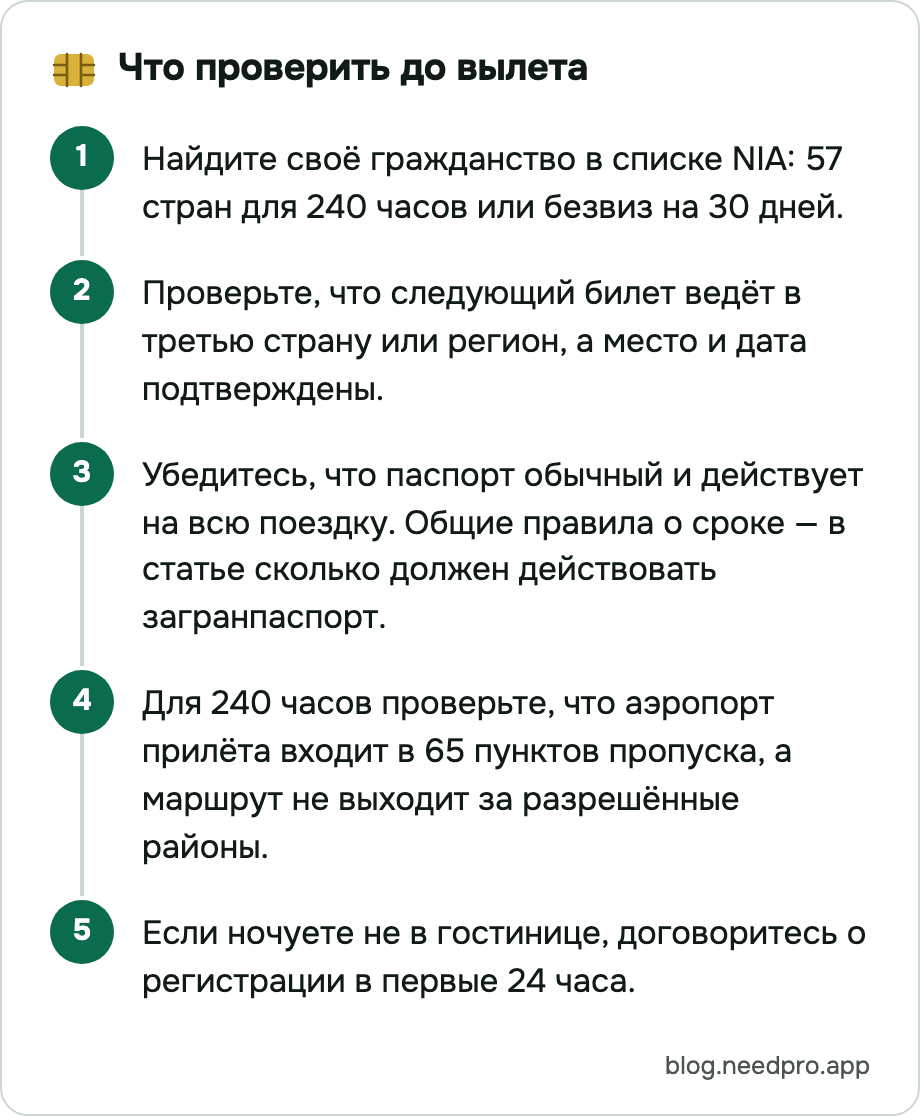 Что проверить до вылета
1
Найдите своё гражданство в списке NIA: 57
стран для 240 часов или безвиз на 30 дней.
2
Проверьте, что следующий билет ведёт в
третью страну или регион, а место и дата
подтверждены.
3
Убедитесь, что паспорт обычный и действует
на всю поездку. Общие правила о сроке — в
статье сколько должен действовать
загранпаспорт.
4
Для 240 часов проверьте, что аэропорт
прилёта входит в 65 пунктов пропуска, а
маршрут не выходит за разрешённые
районы.
5
Если ночуете не в гостинице, договоритесь о
регистрации в первые 24 часа.
blog.needpro.app